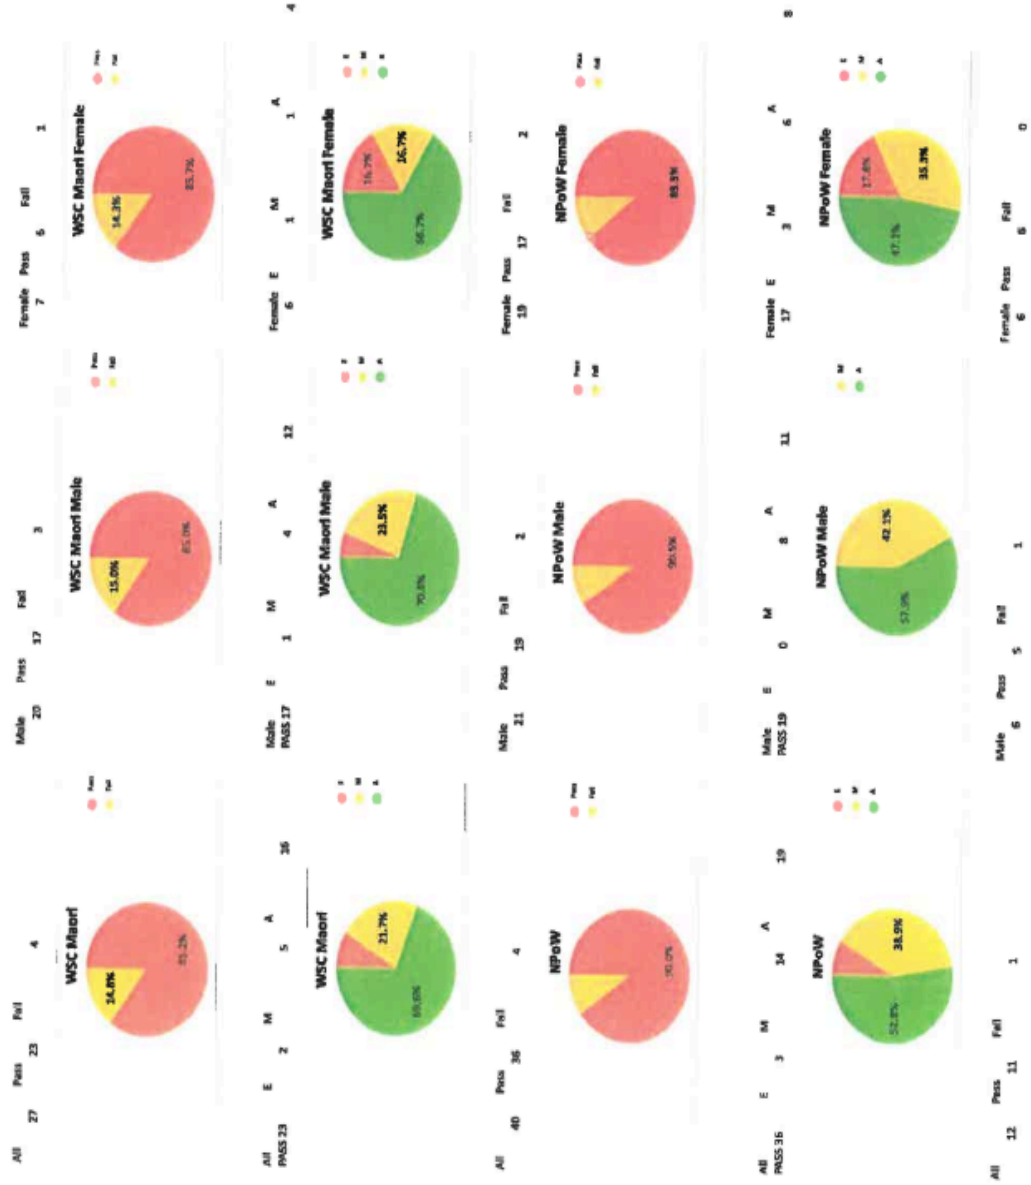 All Pass Fail Male Pass Fail Female Pass Fail
27 23 4 20 17 3 7 6 1
WSC Maori WSC Maori Male WSC Maori Female
Pass Pass Pass
14.8% Fail 15.0% Fail 14.3% Fail
85.2% 85.0% 85.7%
All E M A Male E M A Female E M A
PASS 23 2 5 16 PASS 17 1 4 12 6 1 1 4
WSC Maori WSC Maori Male WSC Maori Female
E E E
M M 16.7% M
21.7% A 23.5% A 16.7% A
69.6% 70.6% 66.7%
All Pass Fail Male Pass Fail Female Pass Fail
40 36 4 21 19 2 19 17 2
NPoW NPoW Male NPoW Female
Pass Pass Pass
Fail Fail Fail
90.0% 90.5% 89.5%
All E M A Male E M A Female E M A
PASS 36 3 14 19 PASS 19 0 8 11 17 3 6 8
NPoW NPoW Male NPoW Female
E M E
M A 17.6% M
A A
52.8% 38.9% 57.9% 42.1% 47.1% 35.3%
All Pass Fail Male Pass Fail Female Pass Fail
12 11 1 6 5 1 6 6 0